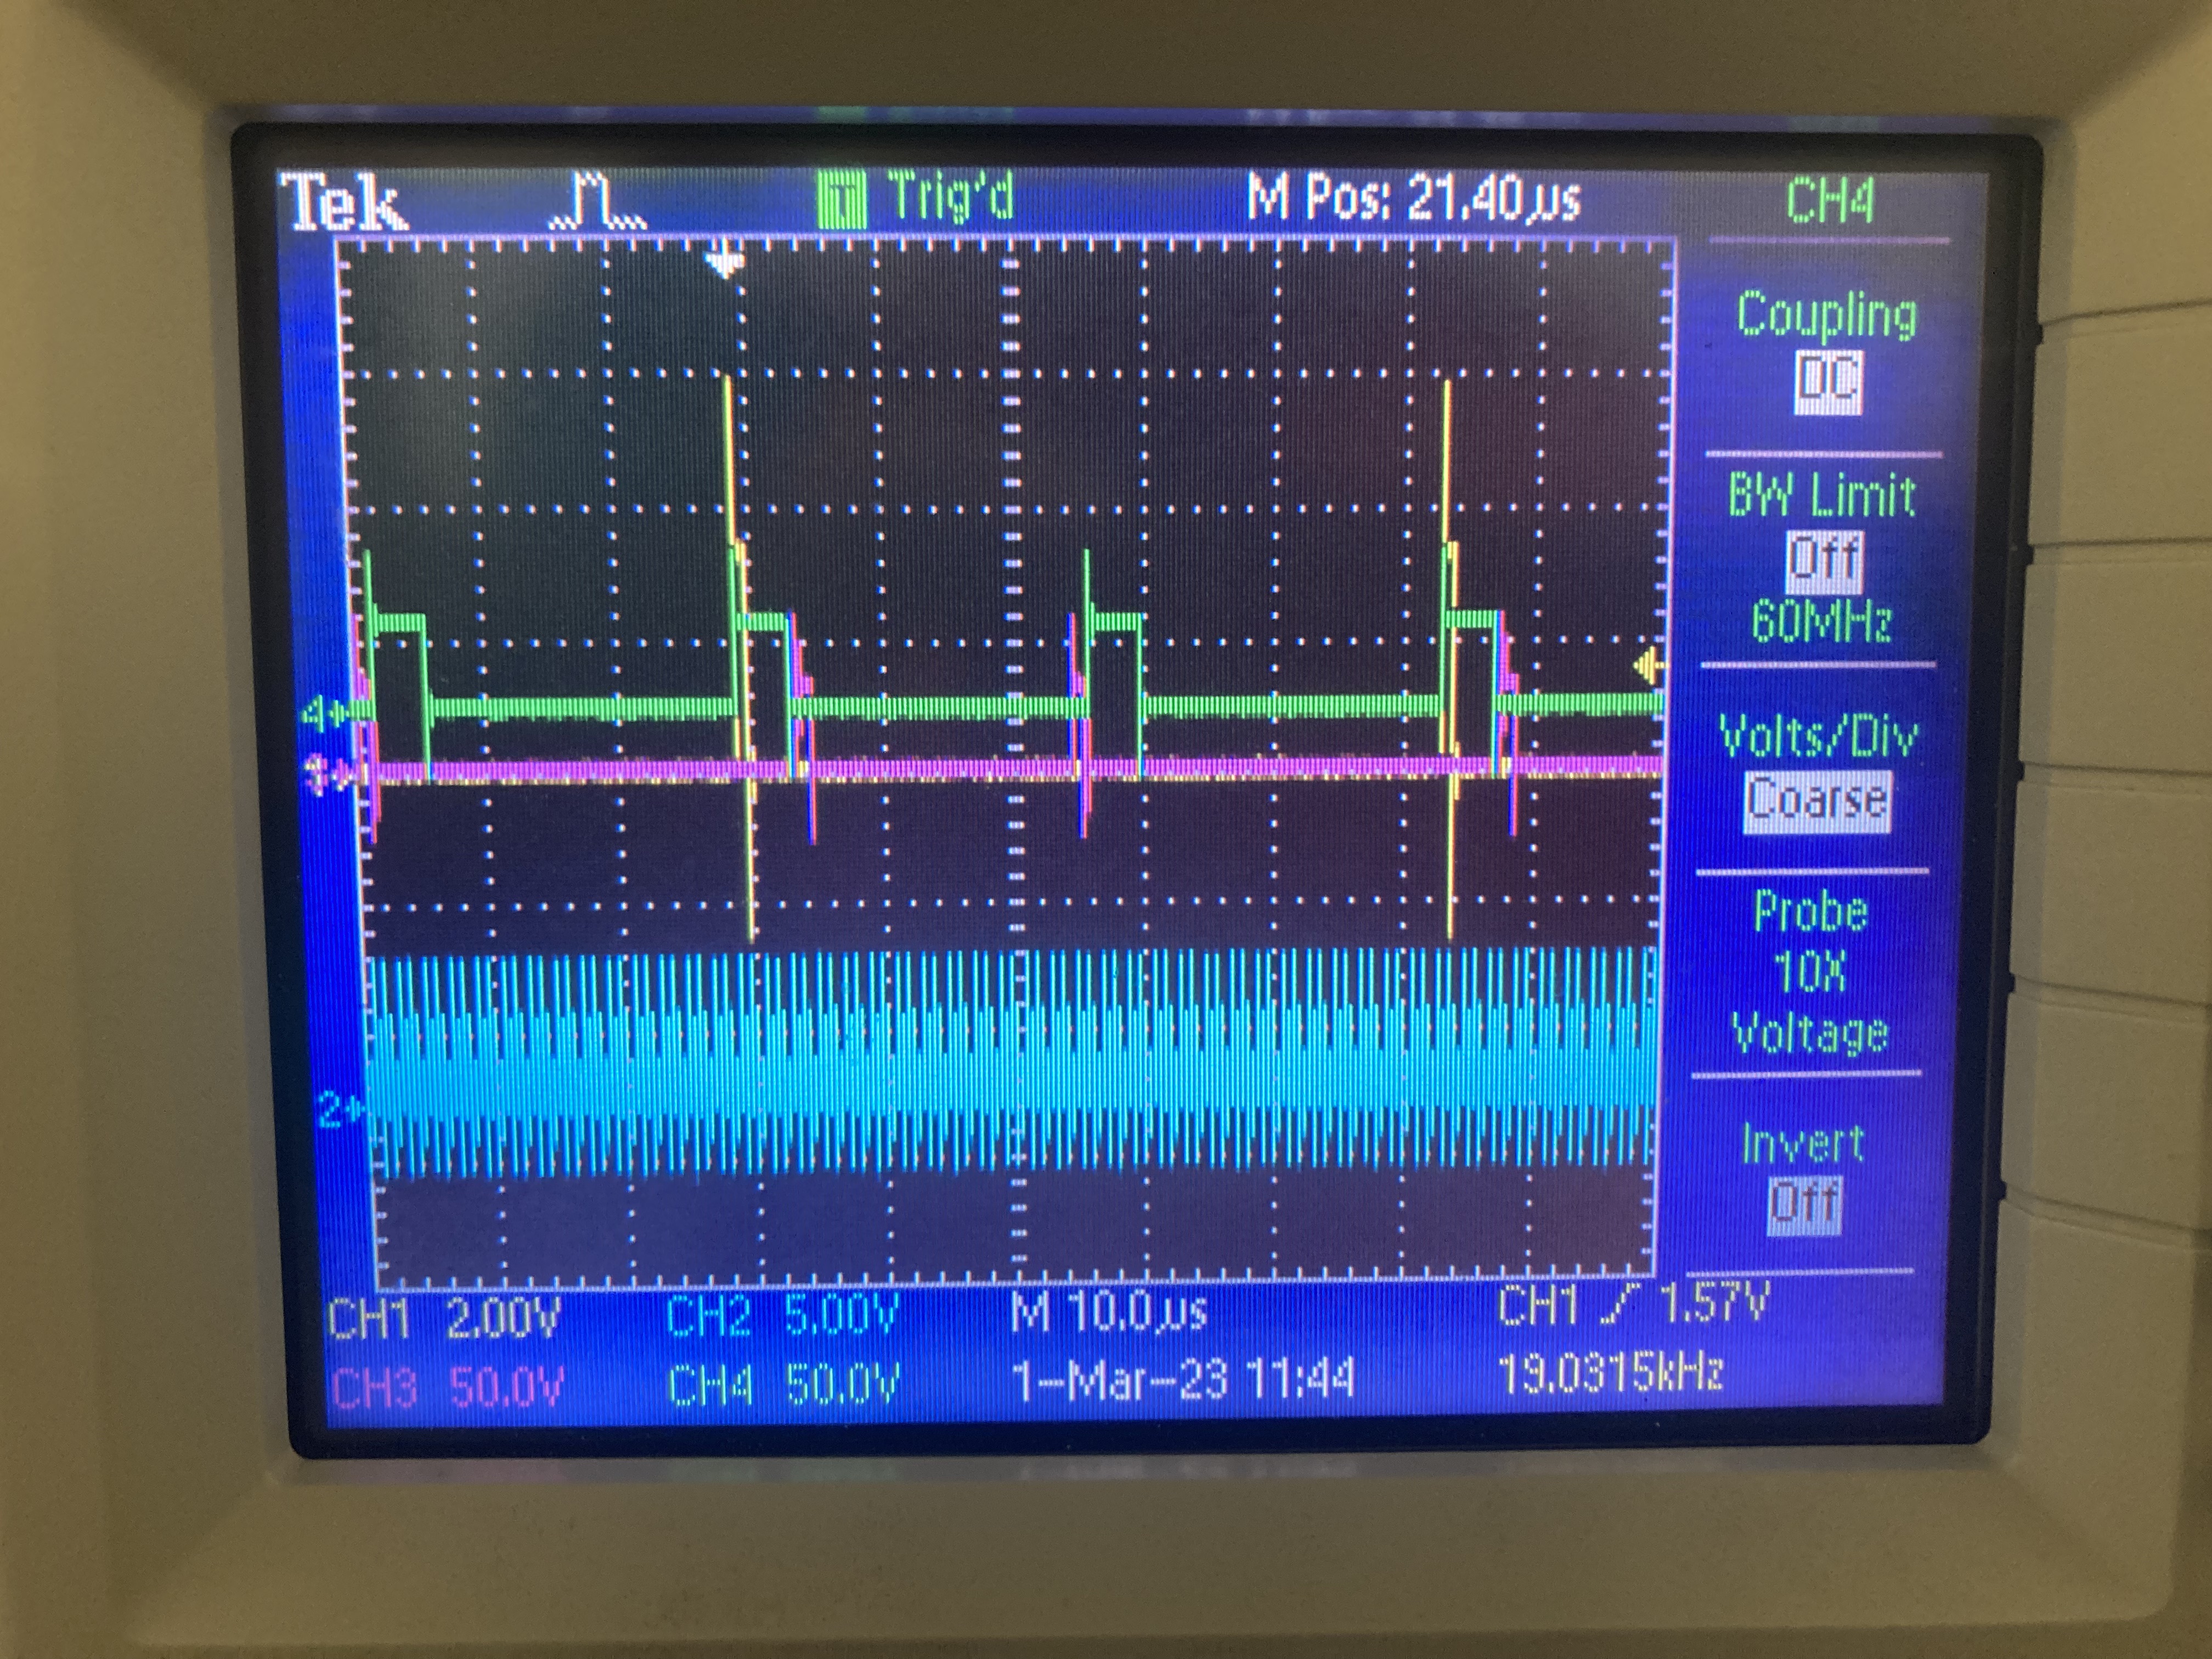 Tek T Trig'd M Pos: 21.40µs CH4
Coupling
DC
BW Limit
Off
60MHz
Volts/Div
Coarse
Probe
10X
Voltage
Invert
Off
4
3
2
CH1 2.00V CH2 5.00V M 10.0µs CH1 1.57V
CH3 50.0V CH4 50.0V 1-Mar-23 11:44 19.0315kHz